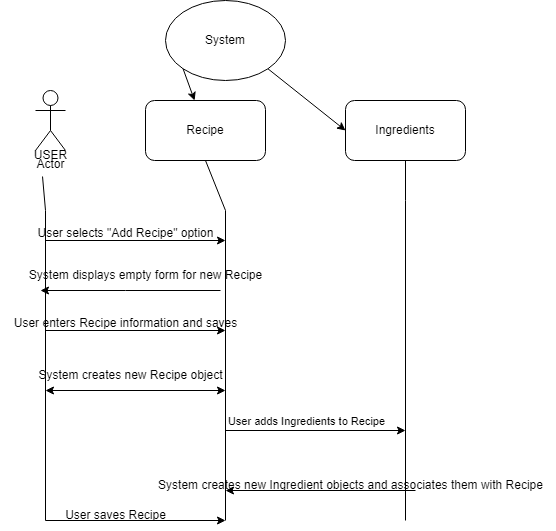 System
Recipe
Ingredients
USER
Actor
User selects "Add Recipe" option
System displays empty form for new Recipe
User enters Recipe information and saves
System creates new Recipe object
User adds Ingredients to Recipe
System creates new Ingredient objects and associates them with Recipe
User saves Recipe